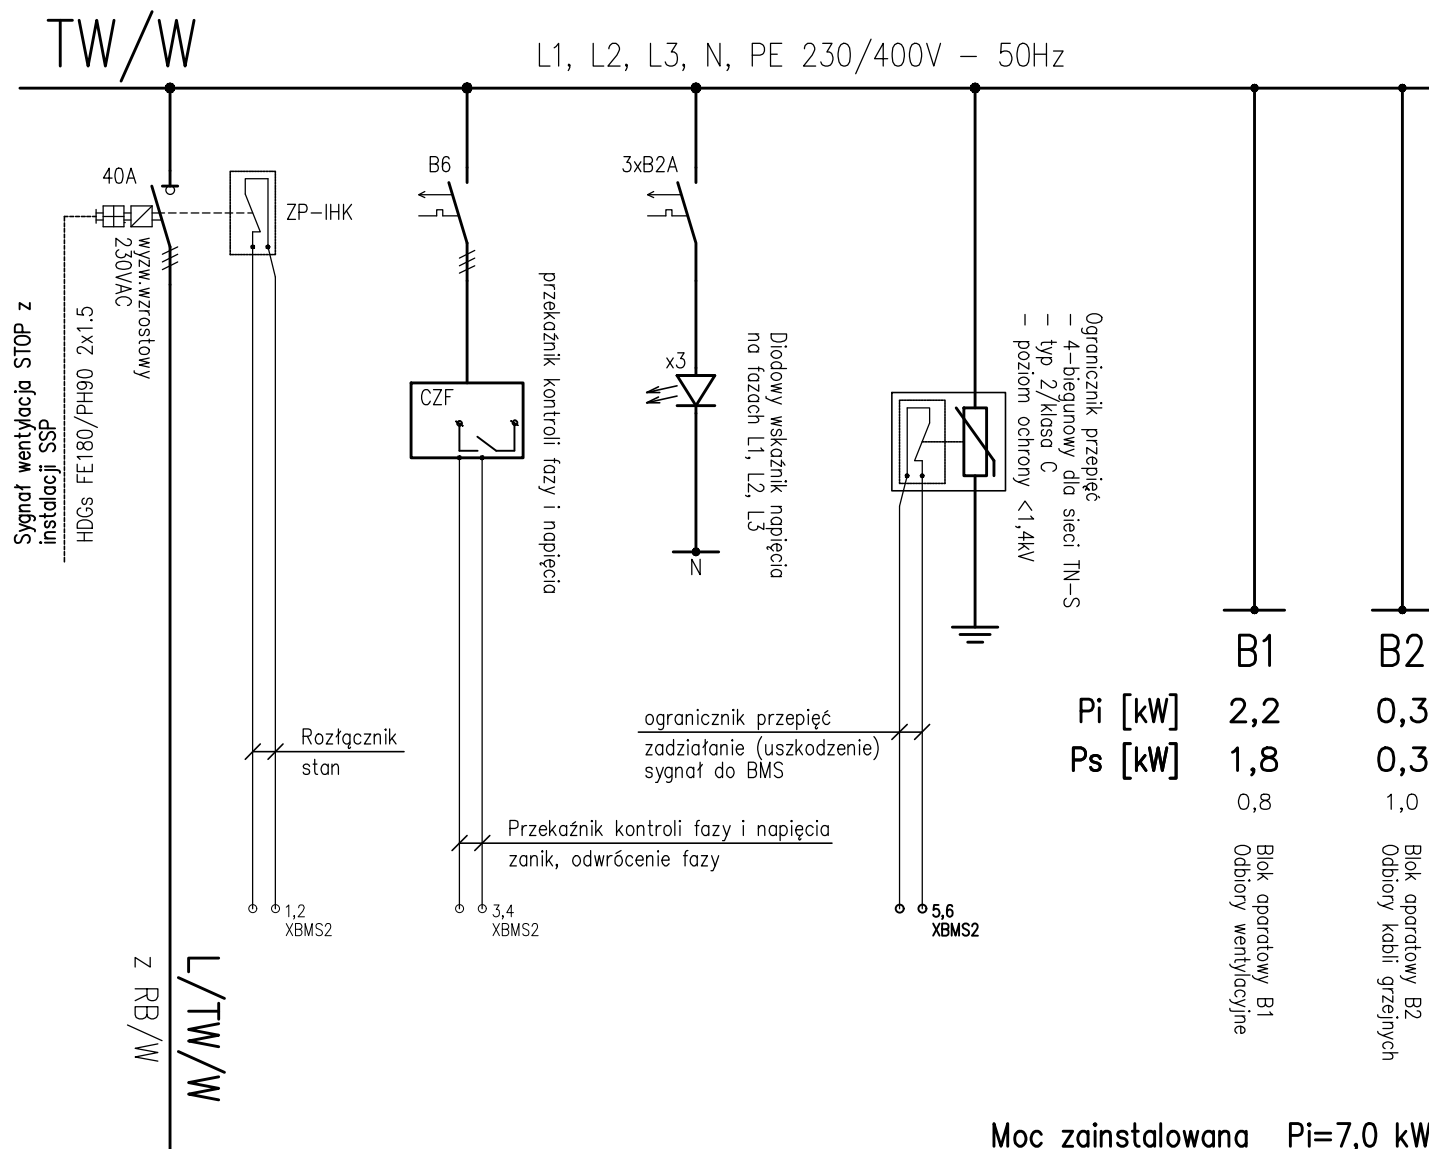 TW/W
L1, L2, L3, N, PE 230/400V – 50Hz
40A
ZP-IHK
wyzw.wzrostowy
230VAC
Sygnał wentylacja STOP z
instalacji SSP
HDGs FE180/PH90 2x1.5
B6
CZF
przekaźnik kontroli fazy i napięcia
3xB2A
x3
Diodowy wskaźnik napięcia
na fazach L1, L2, L3
N
Ogranicznik przepięć
– 4–biegunowy dla sieci TN–S
– typ 2/klasa C
– poziom ochrony <1,4kV
B1
B2
Pi [kW] 2,2 0,3
Ps [kW] 1,8 0,3
0,8 1,0
Blok aparatowy B1
Odbiory wentylacyjne
Blok aparatowy B2
Odbiory kabli grzejnych
Rozłącznik
stan
ogranicznik przepięć
zadziałanie (uszkodzenie)
sygnał do BMS
Przekaźnik kontroli fazy i napięcia
zanik, odwrócenie fazy
1,2
XBMS2
3,4
XBMS2
5,6
XBMS2
L/TW/W
z RB/W
Moc zainstalowana Pi=7,0 kW